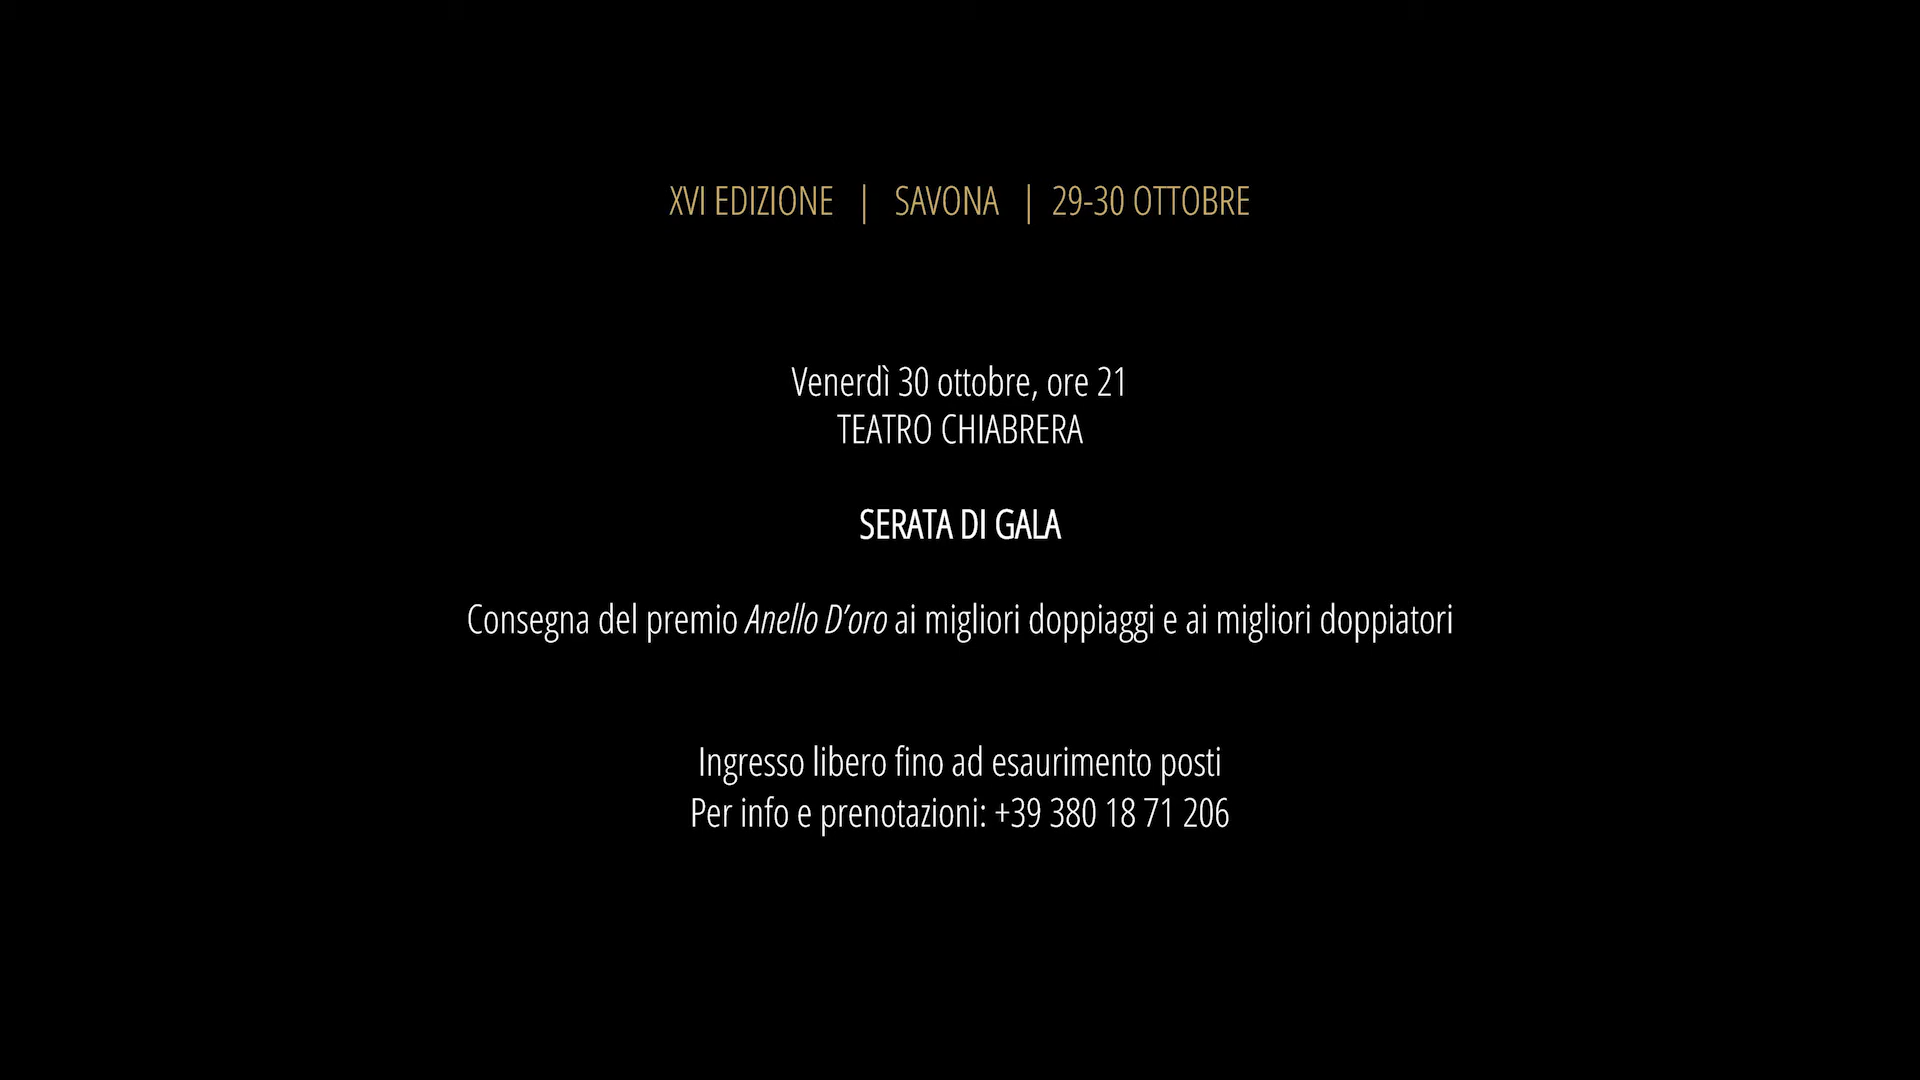 XVI EDIZIONE | SAVONA | 29-30 OTTOBRE
Venerdì 30 ottobre, ore 21
TEATRO CHIABRERA
SERATA DI GALA
Consegna del premio Anello D’oro ai migliori doppiaggi e ai migliori doppiatori
Ingresso libero fino ad esaurimento posti
Per info e prenotazioni: +39 380 18 71 206